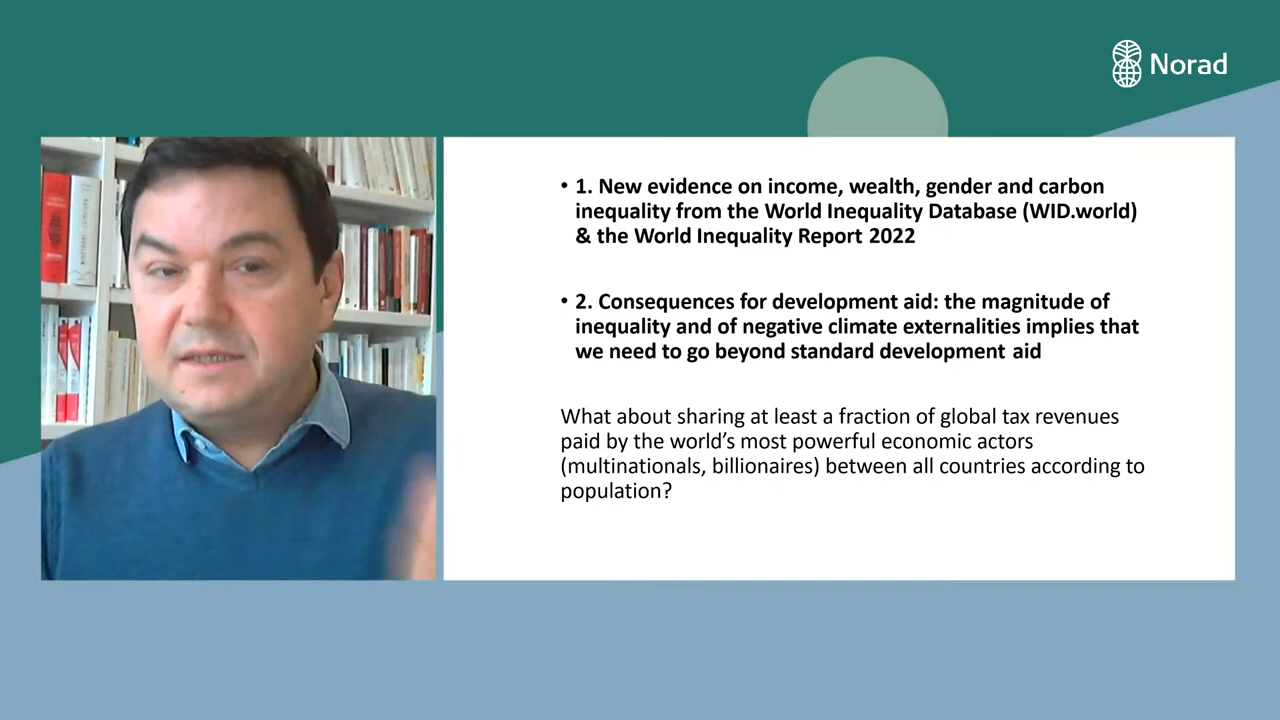 Norad
• 1. New evidence on income, wealth, gender and carbon
inequality from the World Inequality Database (WID.world)
& the World Inequality Report 2022
• 2. Consequences for development aid: the magnitude of
inequality and of negative climate externalities implies that
we need to go beyond standard development aid
What about sharing at least a fraction of global tax revenues
paid by the world's most powerful economic actors
(multinationals, billionaires) between all countries according to
population?